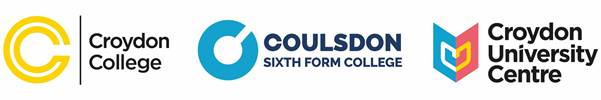 Croydon
College
COULSDON
SIXTH FORM COLLEGE
Croydon
University
Centre